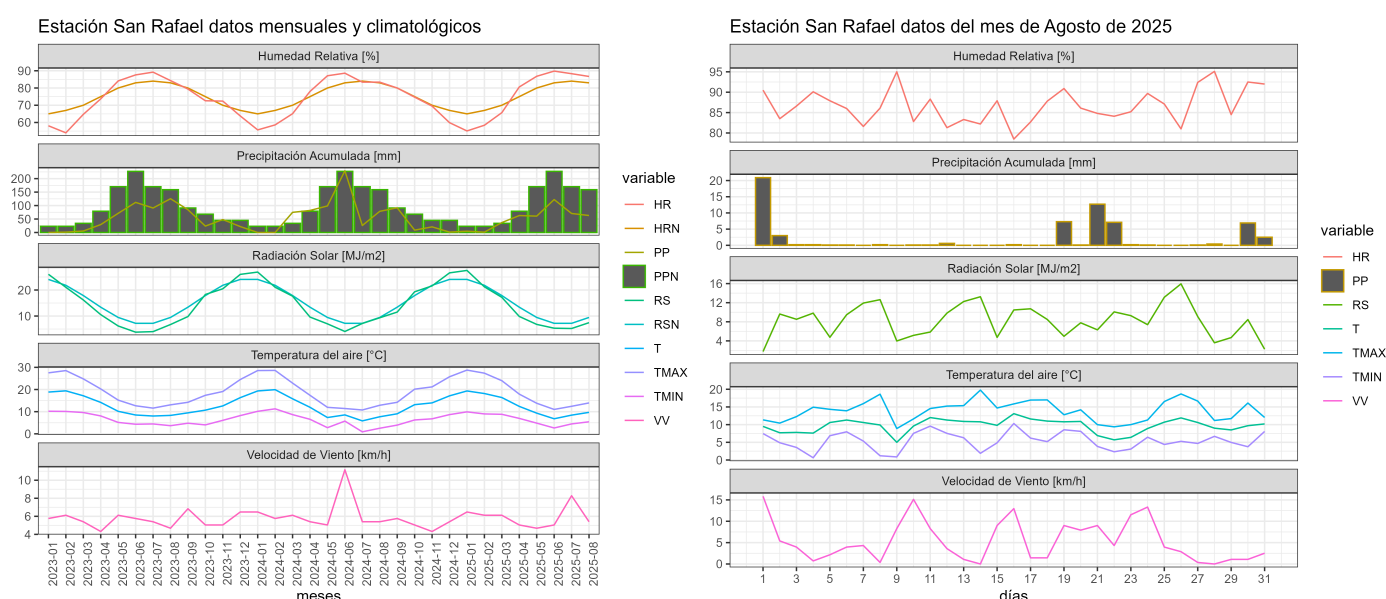 Estación San Rafael datos mensuales y climatológicos
Humedad Relativa [%]
90
80
70
60
Precipitación Acumulada [mm]
200
150
100
50
0
Radiación Solar [MJ/m2]
20
10
Temperatura del aire [°C]
30
20
10
0
Velocidad de Viento [km/h]
10
8
6
4
2023-01
2023-02
2023-03
2023-04
2023-05
2023-06
2023-07
2023-08
2023-09
2023-10
2023-11
2023-12
2024-01
2024-02
2024-03
2024-04
2024-05
2024-06
2024-07
2024-08
2024-09
2024-10
2024-11
2024-12
2025-01
2025-02
2025-03
2025-04
2025-05
2025-06
2025-07
2025-08
meses
variable
HR
HRN
PP
PPN
RS
RSN
T
TMAX
TMIN
VV
Estación San Rafael datos del mes de Agosto de 2025
Humedad Relativa [%]
95
90
85
80
Precipitación Acumulada [mm]
20
15
10
5
0
Radiación Solar [MJ/m2]
16
12
8
4
Temperatura del aire [°C]
20
15
10
5
0
Velocidad de Viento [km/h]
15
10
5
0
1 3 5 7 9 11 13 15 17 19 21 23 25 27 29 31
días
variable
HR
PP
RS
T
TMAX
TMIN
VV